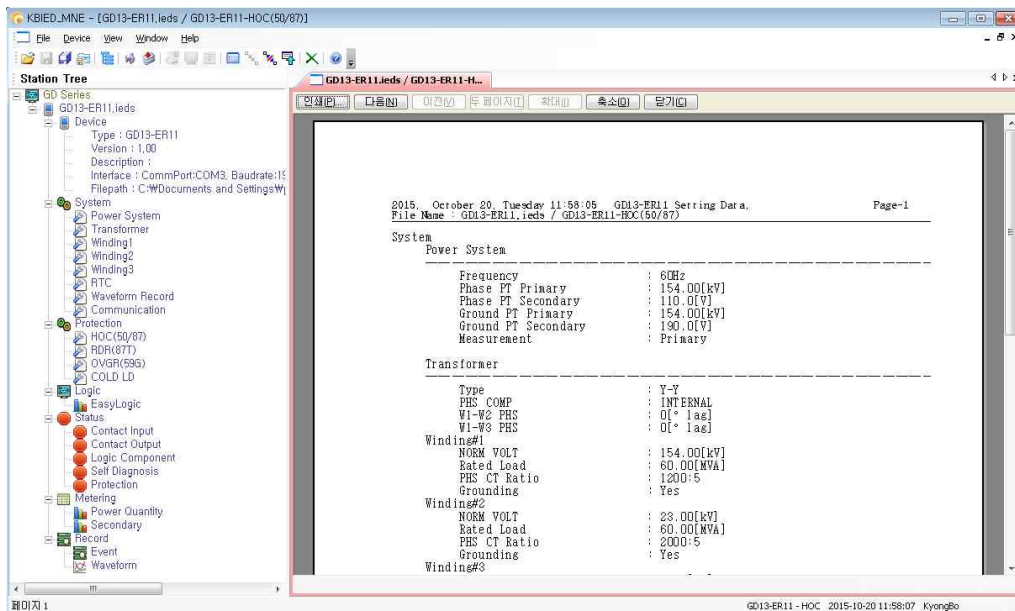 KBIED_MNE - [GD13-ER11.ieds / GD13-ER11-HOC(50/87)]
File Device View Window Help
Station Tree
GD Series
GD13-ER11.ieds
Device
Type : GD13-ER11
Version : 1.00
Description :
Interface : CommPort:COM3, Baudrate:19
Filepath : C:₩Documents and Settings₩
System
Power System
Transformer
Winding1
Winding2
Winding3
RTC
Waveform Record
Communication
Protection
HOC(50/87)
RDR(87T)
OVGR(59G)
COLD LD
Logic
EasyLogic
Status
Contact Input
Contact Output
Logic Component
Self Diagnosis
Protection
Metering
Power Quantity
Secondary
Record
Event
Waveform
GD13-ER11.ieds / GD13-ER11-H...
인쇄(P)... 다음(N) 이전(V) 두 페이지(T) 확대(I) 축소(O) 닫기(C)
2015. October 20, Tuesday 11:58:05 GD13-ER11 Setting Data. Page-1
File Name : GD13-ER11.ieds / GD13-ER11-HOC(50/87)
System
Power System
Frequency : 60Hz
Phase PT Primary : 154.00[kV]
Phase PT Secondary : 110.0[V]
Ground PT Primary : 154.00[kV]
Ground PT Secondary : 190.0[V]
Measurement : Primary
Transformer
Type : Y-Y
PHS COMP : INTERNAL
W1-W2 PHS : 0[° lag]
W1-W3 PHS : 0[° lag]
Winding#1
NORM VOLT : 154.00[kV]
Rated Load : 60.00[MVA]
PHS CT Ratio : 1200:5
Grounding : Yes
Winding#2
NORM VOLT : 23.00[kV]
Rated Load : 60.00[MVA]
PHS CT Ratio : 2000:5
Grounding : Yes
Winding#3
페이지 1
GD13-ER11 - HOC 2015-10-20 11:58:07 KyongBo